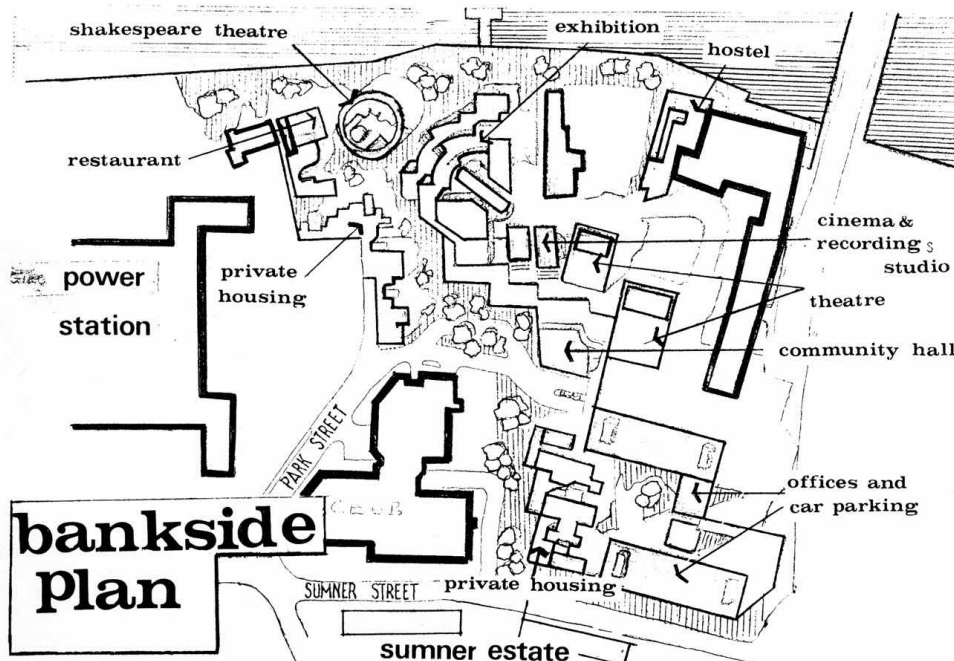 shakespeare theatre
exhibition
hostel
restaurant
cinema &
recording s
studio
power
station
private
housing
theatre
community hall
PARK STREET
CEGB
offices and
car parking
bankside
plan
private housing
SUMNER STREET
sumner estate